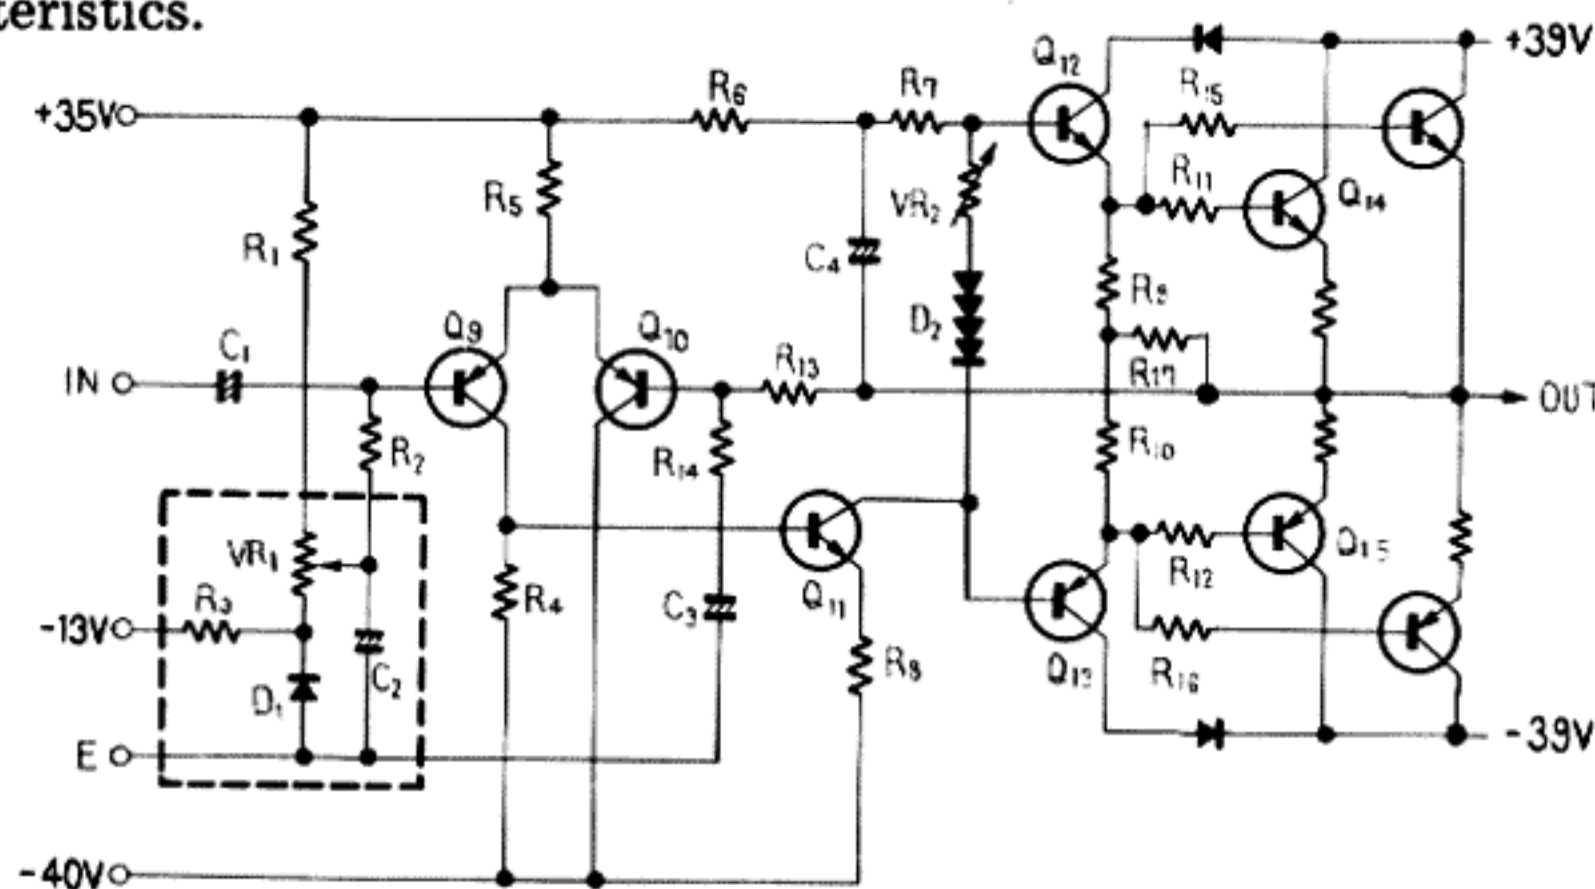 teristics.
+39V
Q12
R15
R6
R7
+35V
R11
Q14
R5
VR2
R1
C4
R9
D2
Q9
Q10
C1
R13
IN
R17
OUT
R2
R10
R14
VR1
Q15
R3
R12
R4
C3
Q11
-13V
C2
R8
Q13
R16
D1
E
-39V
-40V